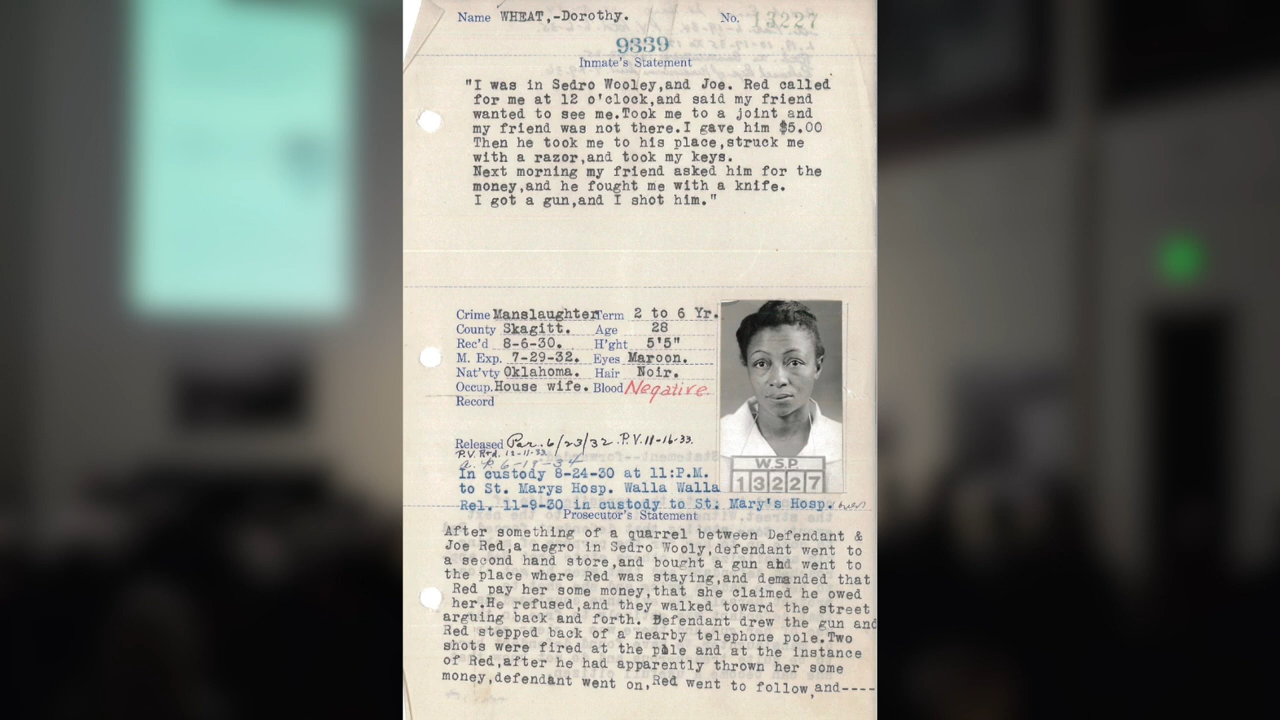 Name WHEAT,-Dorothy. No. 13227
9339
Inmate's Statement
"I was in Sedro Wooley,and Joe. Red called
for me at 12 o'clock,and said my friend
wanted to see me.Took me to a joint and
my friend was not there.I gave him $5.00
Then he took me to his place,struck me
with a razor,and took my keys.
Next morning my friend asked him for the
money,and he fought me with a knife.
I got a gun,and I shot him."
Crime Manslaughter Term 2 to 6 Yr.
County Skagitt. Age 28
Rec'd 8-6-30. H'ght 5'5"
M. Exp. 7-29-32. Eyes Maroon.
Nat'vty Oklahoma. Hair Noir.
Occup. House wife. Blood Negative.
Record
Released Par. 6/23/32. P.V. 11-16-33.
P.V. Rtd. 12-11-33
In custody 8-24-30 at 11:P.M.
to St. Marys Hosp. Walla Walla
Rel. 11-9-30 in custody to St. Mary's Hosp.
W.S.P.
13227
Prosecutor's Statement
After something of a quarrel between Defendant &
Joe Red,a negro in Sedro Wooly,defendant went to
a second hand store,and bought a gun and went to
the place where Red was staying,and demanded that
Red pay her some money,that she claimed he owed
her.He refused,and they walked toward the street
arguing back and forth. Defendant drew the gun and
Red stepped back of a nearby telephone pole.Two
shots were fired at the pole and at the instance
of Red,after he had apparently thrown her some
money,defendant went on,Red went to follow,and----